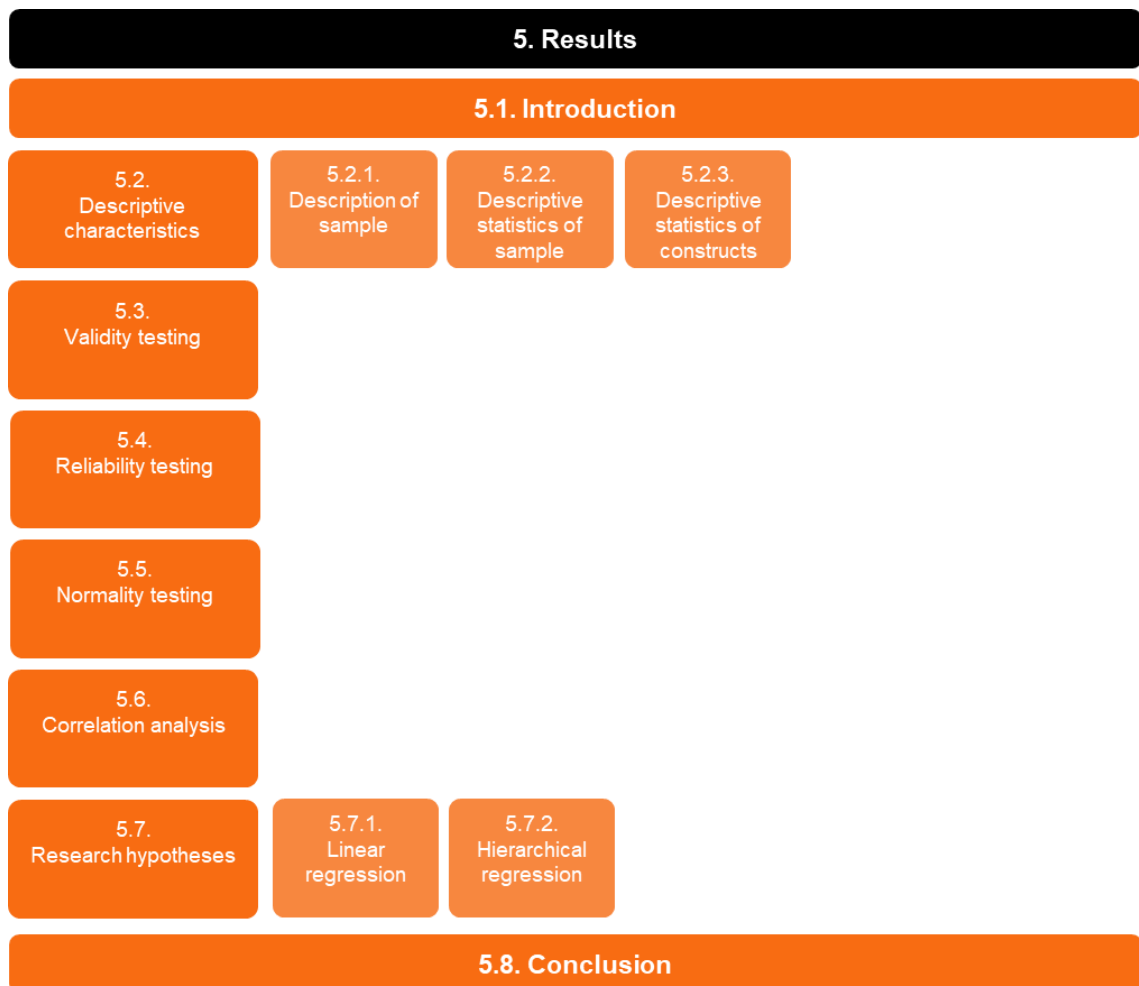 5. Results
5.1. Introduction
5.2.
Descriptive
characteristics
5.2.1.
Description of
sample
5.2.2.
Descriptive
statistics of
sample
5.2.3.
Descriptive
statistics of
constructs
5.3.
Validity testing
5.4.
Reliability testing
5.5.
Normality testing
5.6.
Correlation analysis
5.7.
Research hypotheses
5.7.1.
Linear
regression
5.7.2.
Hierarchical
regression
5.8. Conclusion